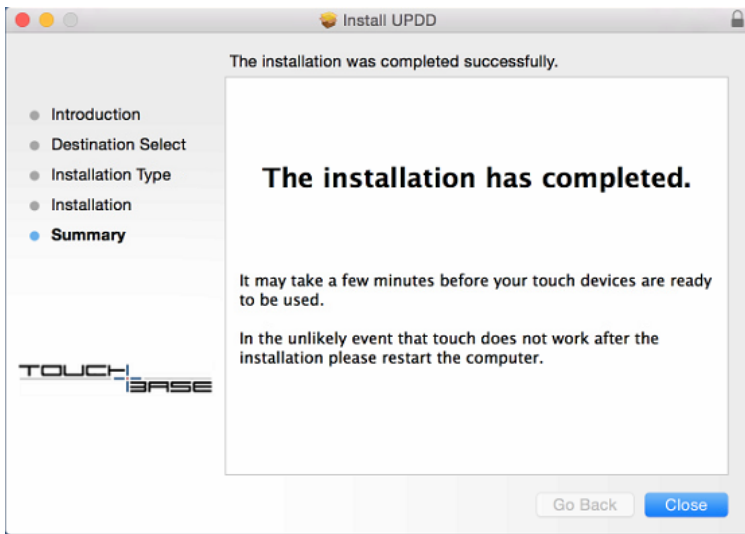 Install UPDD
The installation was completed successfully.
Introduction
Destination Select
Installation Type
Installation
Summary
The installation has completed.
It may take a few minutes before your touch devices are ready
to be used.
In the unlikely event that touch does not work after the
installation please restart the computer.
TOUCH
BASE
Go Back
Close